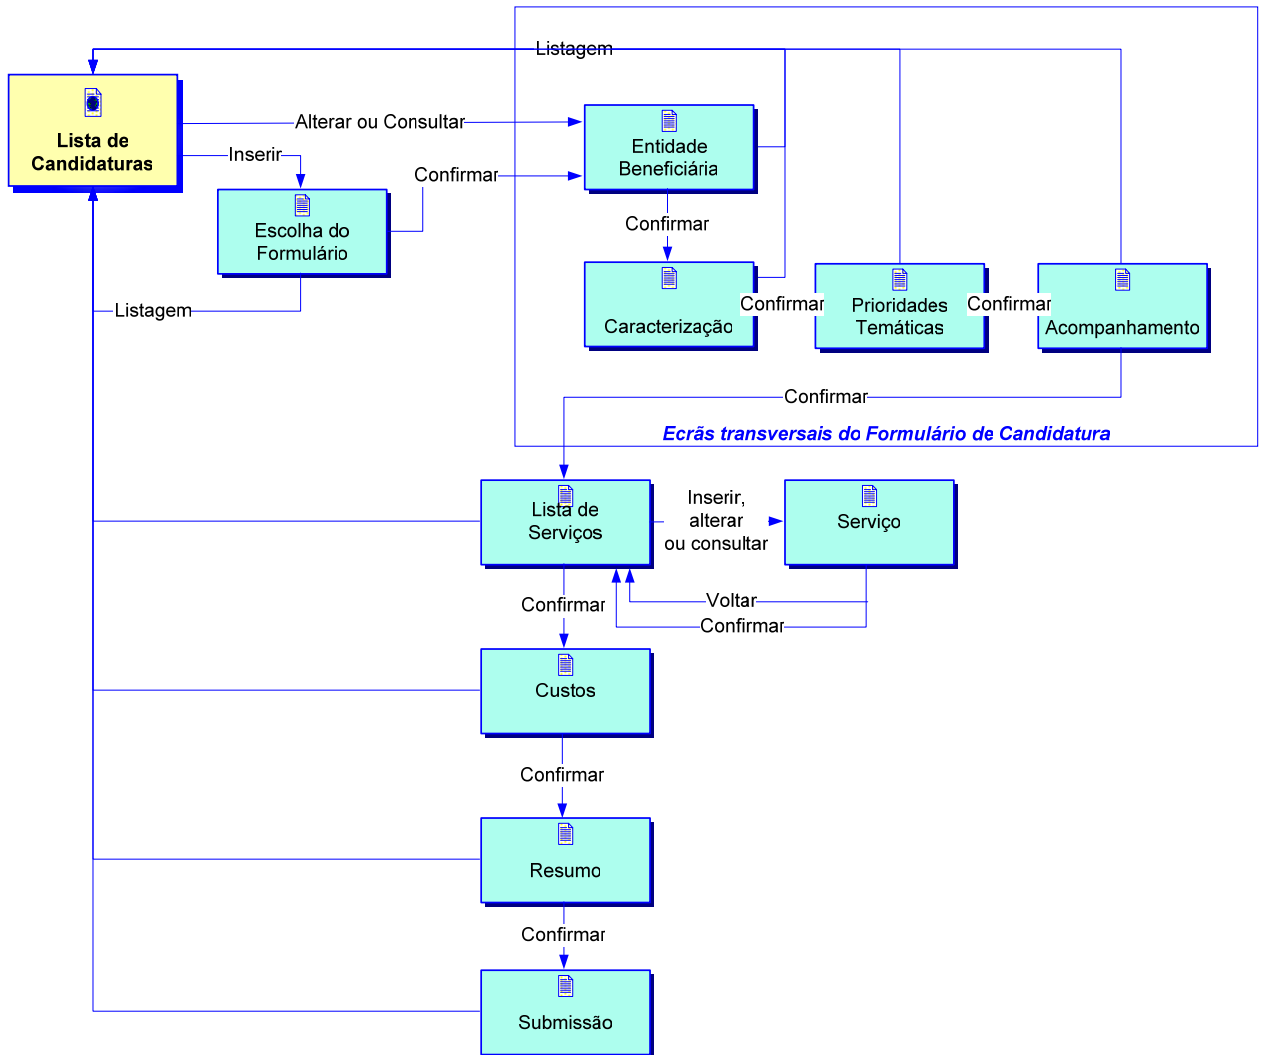 Listagem
Lista de
Candidaturas
Alterar ou Consultar
Entidade
Beneficiária
Inserir
Confirmar
Escolha do
Formulário
Confirmar
Listagem
Caracterização
Confirmar
Prioridades
Temáticas
Confirmar
Acompanhamento
Confirmar
Ecrãs transversais do Formulário de Candidatura
Lista de
Serviços
Inserir,
alterar
ou consultar
Serviço
Voltar
Confirmar
Confirmar
Custos
Confirmar
Resumo
Confirmar
Submissão